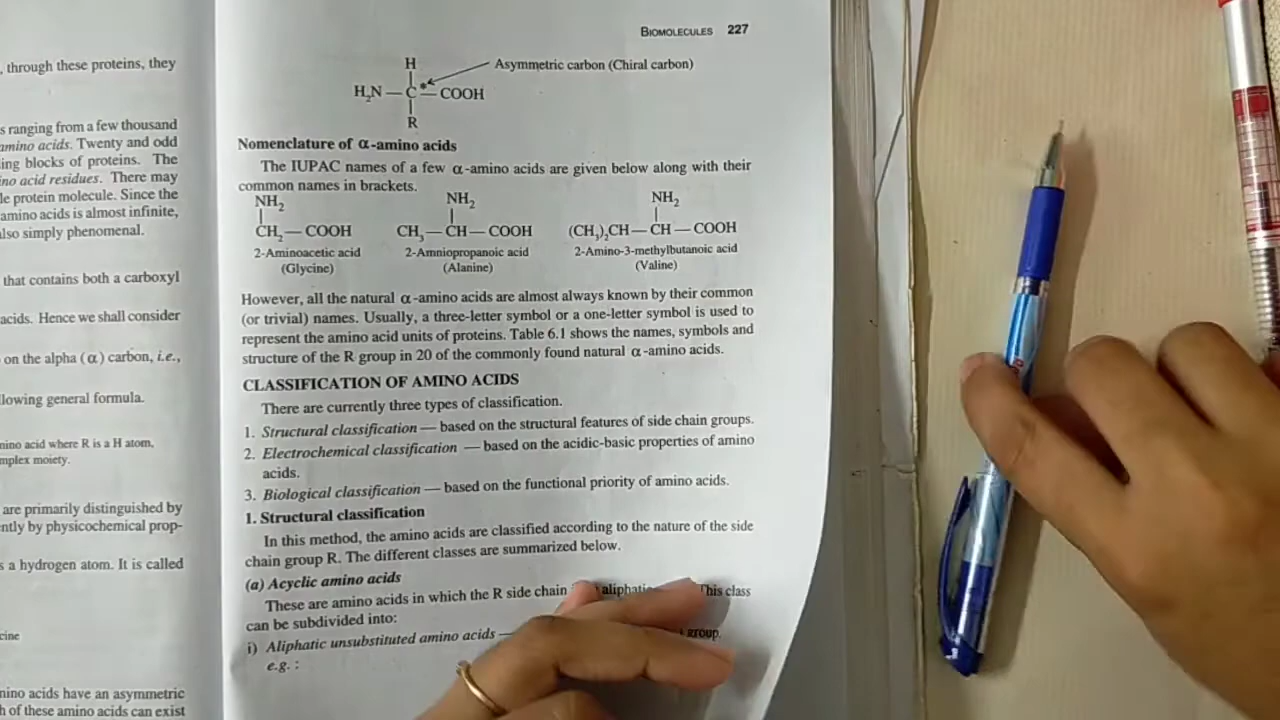 , through these proteins, they
s ranging from a few thousand
amino acids. Twenty and odd
ing blocks of proteins. The
no acid residues. There may
le protein molecule. Since the
amino acids is almost infinite,
also simply phenomenal.
that contains both a carboxyl
acids. Hence we shall consider
on the alpha (α) carbon, i.e.,
llowing general formula.
mino acid where R is a H atom,
mplex moiety.
are primarily distinguished by
ntly by physicochemical prop-
s a hydrogen atom. It is called
cine
mino acids have an asymmetric
h of these amino acids can exist
BIOMOLECULES 227
H
Asymmetric carbon (Chiral carbon)
H₂N — C* — COOH
R
Nomenclature of α-amino acids
The IUPAC names of a few α-amino acids are given below along with their
common names in brackets.
NH₂ NH₂ NH₂
CH₂ — COOH CH₃ — CH — COOH (CH₃)₂CH — CH — COOH
2-Aminoacetic acid 2-Amniopropanoic acid 2-Amino-3-methylbutanoic acid
(Glycine) (Alanine) (Valine)
However, all the natural α-amino acids are almost always known by their common
(or trivial) names. Usually, a three-letter symbol or a one-letter symbol is used to
represent the amino acid units of proteins. Table 6.1 shows the names, symbols and
structure of the R group in 20 of the commonly found natural α-amino acids.
CLASSIFICATION OF AMINO ACIDS
There are currently three types of classification.
1. Structural classification — based on the structural features of side chain groups.
2. Electrochemical classification — based on the acidic-basic properties of amino
acids.
3. Biological classification — based on the functional priority of amino acids.
1. Structural classification
In this method, the amino acids are classified according to the nature of the side
chain group R. The different classes are summarized below.
(a) Acyclic amino acids
These are amino acids in which the R side chain aliphatic This class
can be subdivided into:
i) Aliphatic unsubstituted amino acids — group.
e.g. :